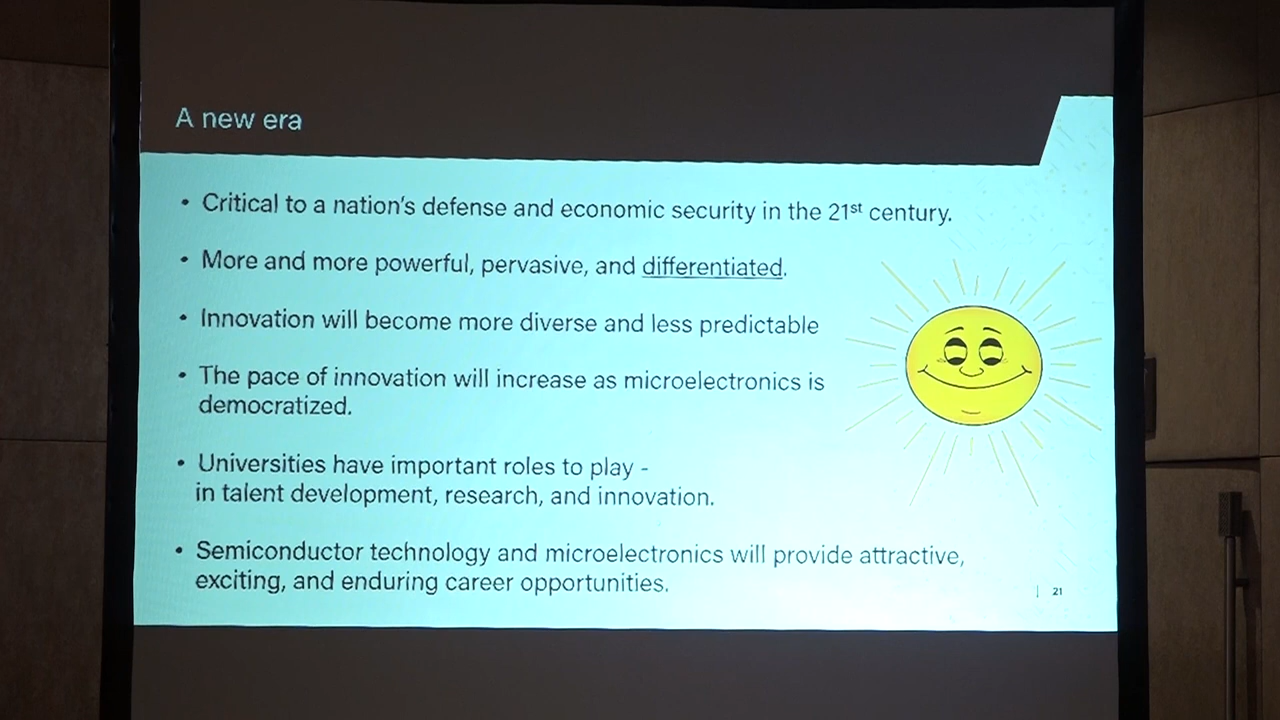 A new era
• Critical to a nation's defense and economic security in the 21st century.
• More and more powerful, pervasive, and differentiated.
• Innovation will become more diverse and less predictable
• The pace of innovation will increase as microelectronics is
democratized.
• Universities have important roles to play -
in talent development, research, and innovation.
• Semiconductor technology and microelectronics will provide attractive,
exciting, and enduring career opportunities.
| 21